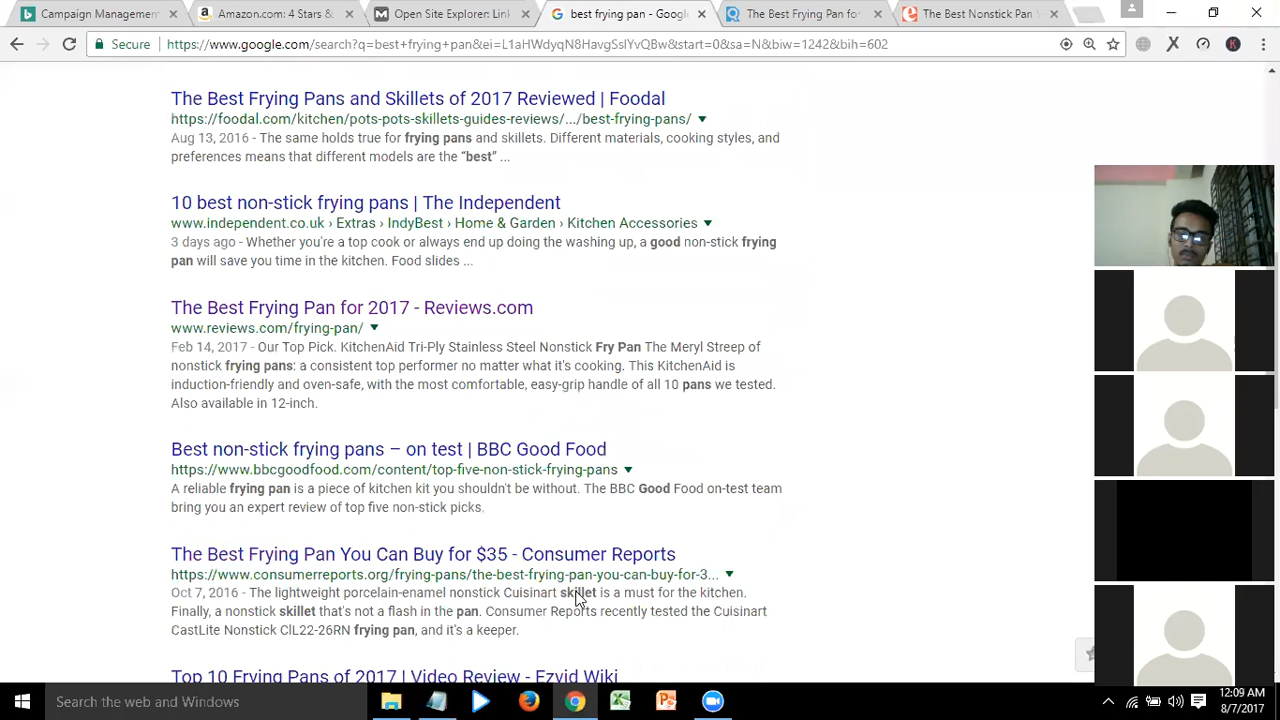 Campaign Management
Amazon.com: 4 Stars &
Open Site Explorer: Lin
best frying pan - Google
The Best Frying Pan for
The Best Nonstick Pan
Secure
https://www.google.com/search?q=best+frying+pan&ei=L1aHWdyqN8HavgSslYvQBw&start=0&sa=N&biw=1242&bih=602
K
The Best Frying Pans and Skillets of 2017 Reviewed | Foodal
https://foodal.com/kitchen/pots-pots-skillets-guides-reviews/.../best-frying-pans/
Aug 13, 2016 - The same holds true for frying pans and skillets. Different materials, cooking styles, and
preferences means that different models are the “best” ...
10 best non-stick frying pans | The Independent
www.independent.co.uk › Extras › IndyBest › Home & Garden › Kitchen Accessories
3 days ago - Whether you're a top cook or always end up doing the washing up, a good non-stick frying
pan will save you time in the kitchen. Food slides ...
The Best Frying Pan for 2017 - Reviews.com
www.reviews.com/frying-pan/
Feb 14, 2017 - Our Top Pick. KitchenAid Tri-Ply Stainless Steel Nonstick Fry Pan The Meryl Streep of
nonstick frying pans: a consistent top performer no matter what it's cooking. This KitchenAid is
induction-friendly and oven-safe, with the most comfortable, easy-grip handle of all 10 pans we tested.
Also available in 12-inch.
Best non-stick frying pans – on test | BBC Good Food
https://www.bbcgoodfood.com/content/top-five-non-stick-frying-pans
A reliable frying pan is a piece of kitchen kit you shouldn't be without. The BBC Good Food on-test team
bring you an expert review of top five non-stick picks.
The Best Frying Pan You Can Buy for $35 - Consumer Reports
https://www.consumerreports.org/frying-pans/the-best-frying-pan-you-can-buy-for-3...
Oct 7, 2016 - The lightweight porcelain-enamel nonstick Cuisinart skillet is a must for the kitchen.
Finally, a nonstick skillet that's not a flash in the pan. Consumer Reports recently tested the Cuisinart
CastLite Nonstick CIL22-26RN frying pan, and it's a keeper.
Top 10 Frying Pans of 2017 | Video Review - Ezvid Wiki
Search the web and Windows
12:09 AM
8/7/2017